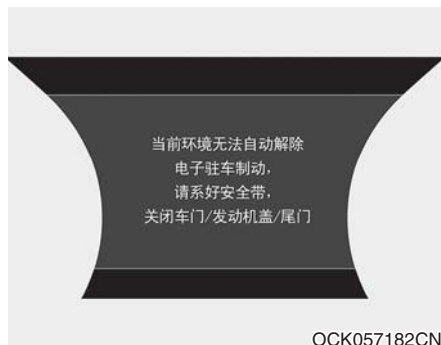 当前环境无法自动解除
电子驻车制动，
请系好安全带，
关闭车门/发动机盖/尾门
OCK057182CN